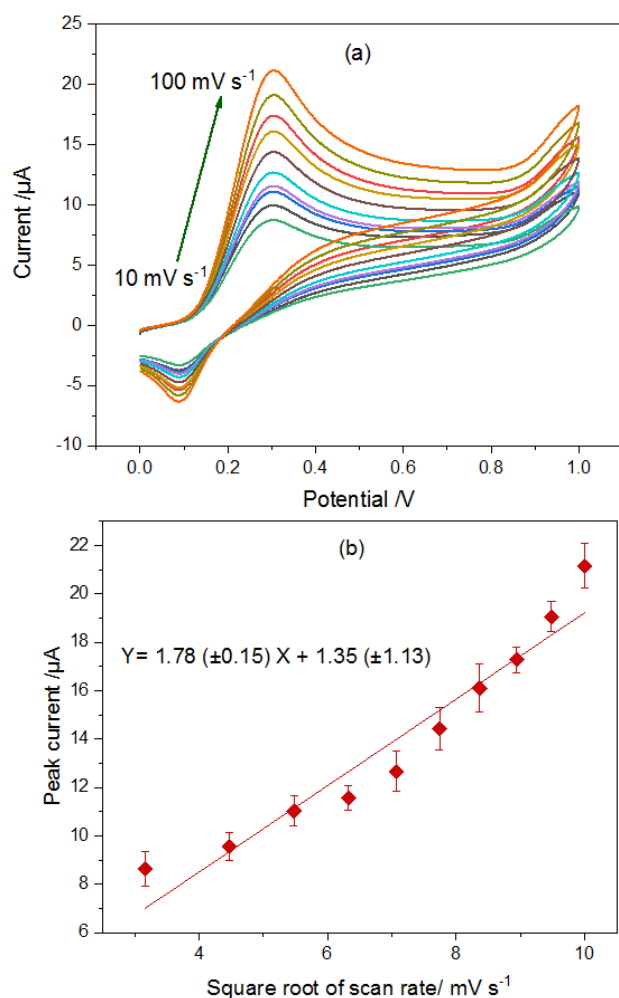 (a)
100 mV s⁻¹
10 mV s⁻¹
25
20
15
10
5
0
-5
-10
Current /µA
0.0 0.2 0.4 0.6 0.8 1.0
Potential /V
(b)
Y= 1.78 (±0.15) X + 1.35 (±1.13)
22
20
18
16
14
12
10
8
6
Peak current /µA
4 6 8 10
Square root of scan rate/ mV s⁻¹